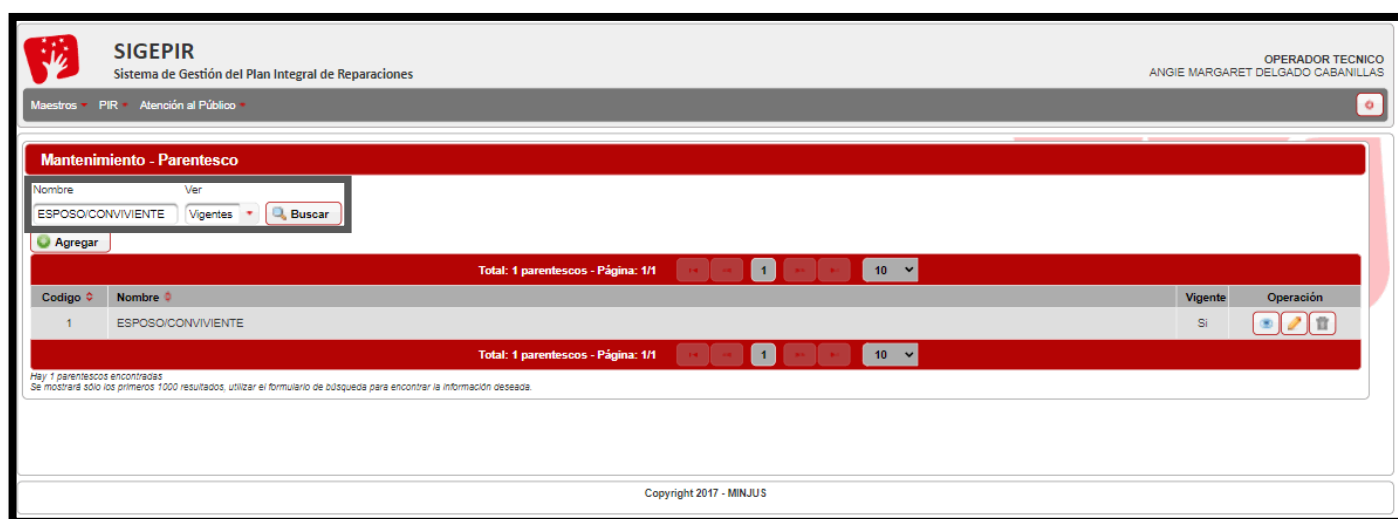 SIGEPIR
Sistema de Gestión del Plan Integral de Reparaciones
OPERADOR TECNICO
ANGIE MARGARET DELGADO CABANILLAS
Maestros PIR Atención al Público
Mantenimiento - Parentesco
Nombre Ver
ESPOSO/CONVIVIENTE Vigentes Buscar
Agregar
Total: 1 parentescos - Página: 1/1 1 10
Codigo Nombre Vigente Operación
1 ESPOSO/CONVIVIENTE Si
Total: 1 parentescos - Página: 1/1 1 10
Hay 1 parentescos encontradas
Se mostrará sólo los primeros 1000 resultados, utilizar el formulario de búsqueda para encontrar la información deseada.
Copyright 2017 - MINJUS